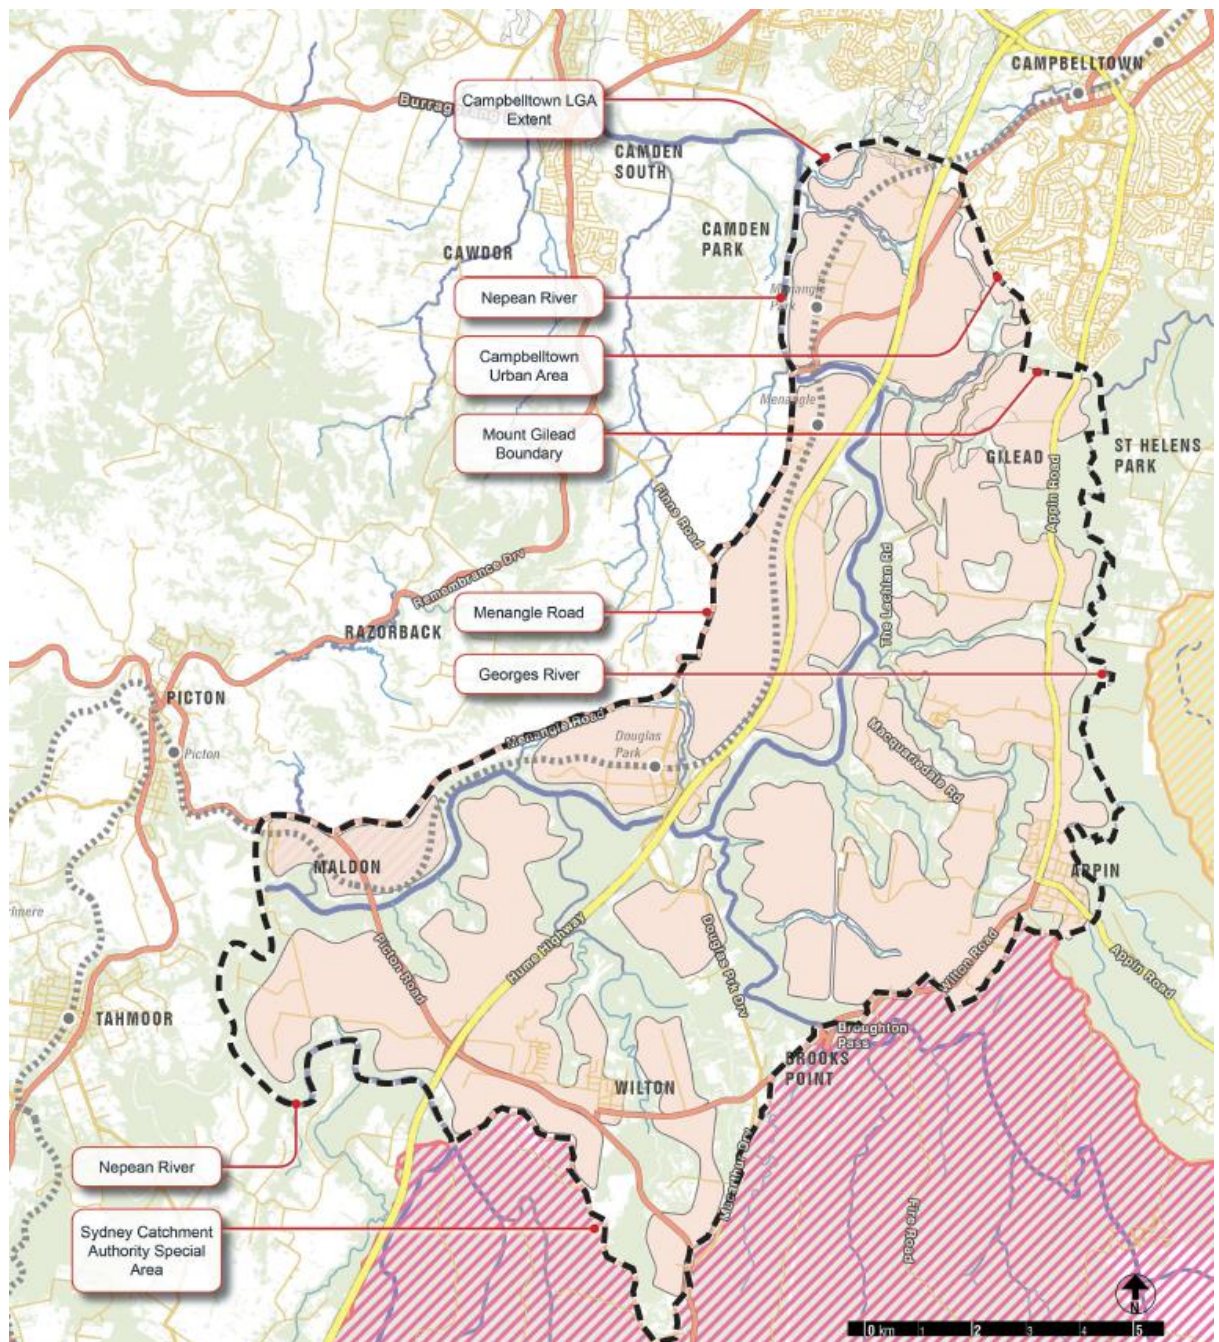 CAMPBELLTOWN
Campbelltown LGA
Extent
CAMDEN
SOUTH
CAMDEN
PARK
CAWDOR
Nepean River
Menangle
Park
Campbelltown
Urban Area
Menangle
Mount Gilead
Boundary
GILEAD
ST HELENS
PARK
Appin Road
Finns Road
The Lachlan Rd
Remembrance Drv
Menangle Road
RAZORBACK
Georges River
PICTON
Picton
Menangle Road
Douglas
Park
Macquariedale Rd
MALDON
APPIN
Picton Road
Hume Highway
Douglas Prk Drv
Wilton Road
Appin Road
TAHMOOR
Broughton
Pass
BROOKS
POINT
WILTON
Nepean River
Macarthur Drv
Fire Road
Sydney Catchment
Authority Special
Area
N
0 km 1 2 3 4 5